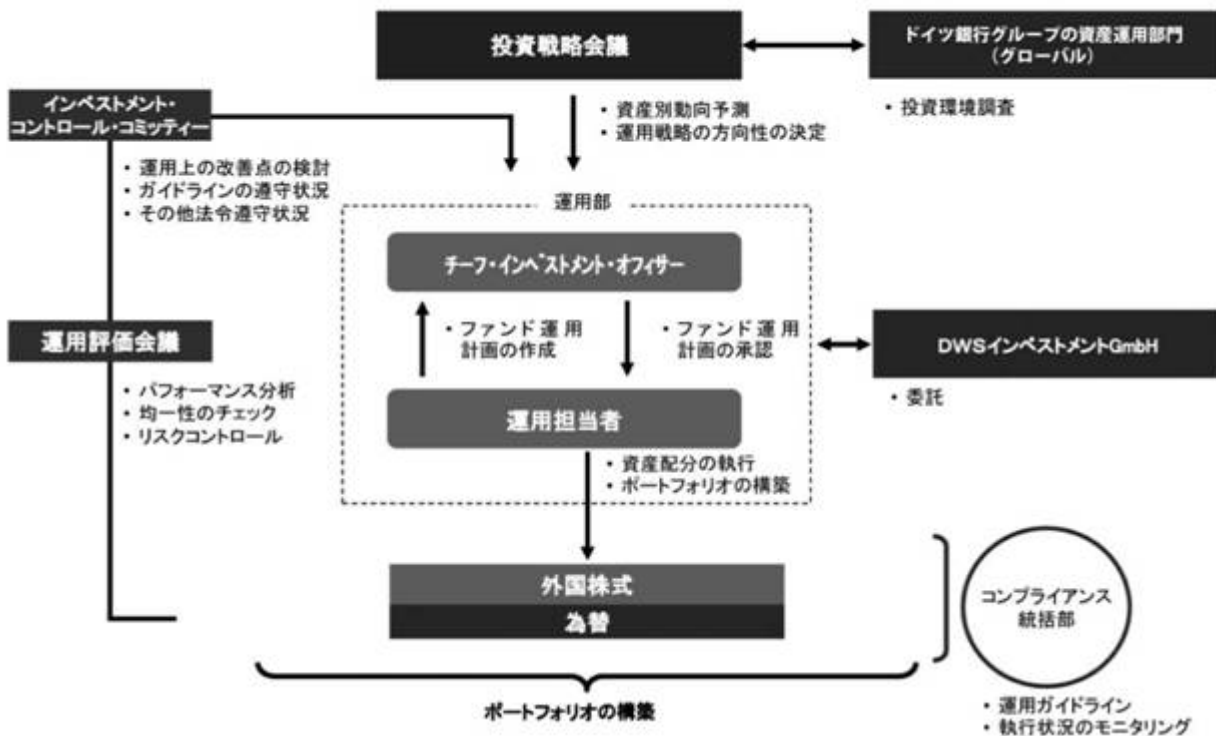 投資戦略会議
ドイツ銀行グループの資産運用部門
（グローバル）
・投資環境調査
インベストメント・
コントロール・コミッティー
・資産別動向予測
・運用戦略の方向性の決定
・運用上の改善点の検討
・ガイドラインの遵守状況
・その他法令遵守状況
運用部
チーフ・インベストメント・オフィサー
・ファンド運用
計画の作成
・ファンド運用
計画の承認
運用評価会議
・パフォーマンス分析
・均一性のチェック
・リスクコントロール
DWSインベストメントGmbH
・委託
運用担当者
・資産配分の執行
・ポートフォリオの構築
外国株式
為替
コンプライアンス
統括部
・運用ガイドライン
・執行状況のモニタリング
ポートフォリオの構築